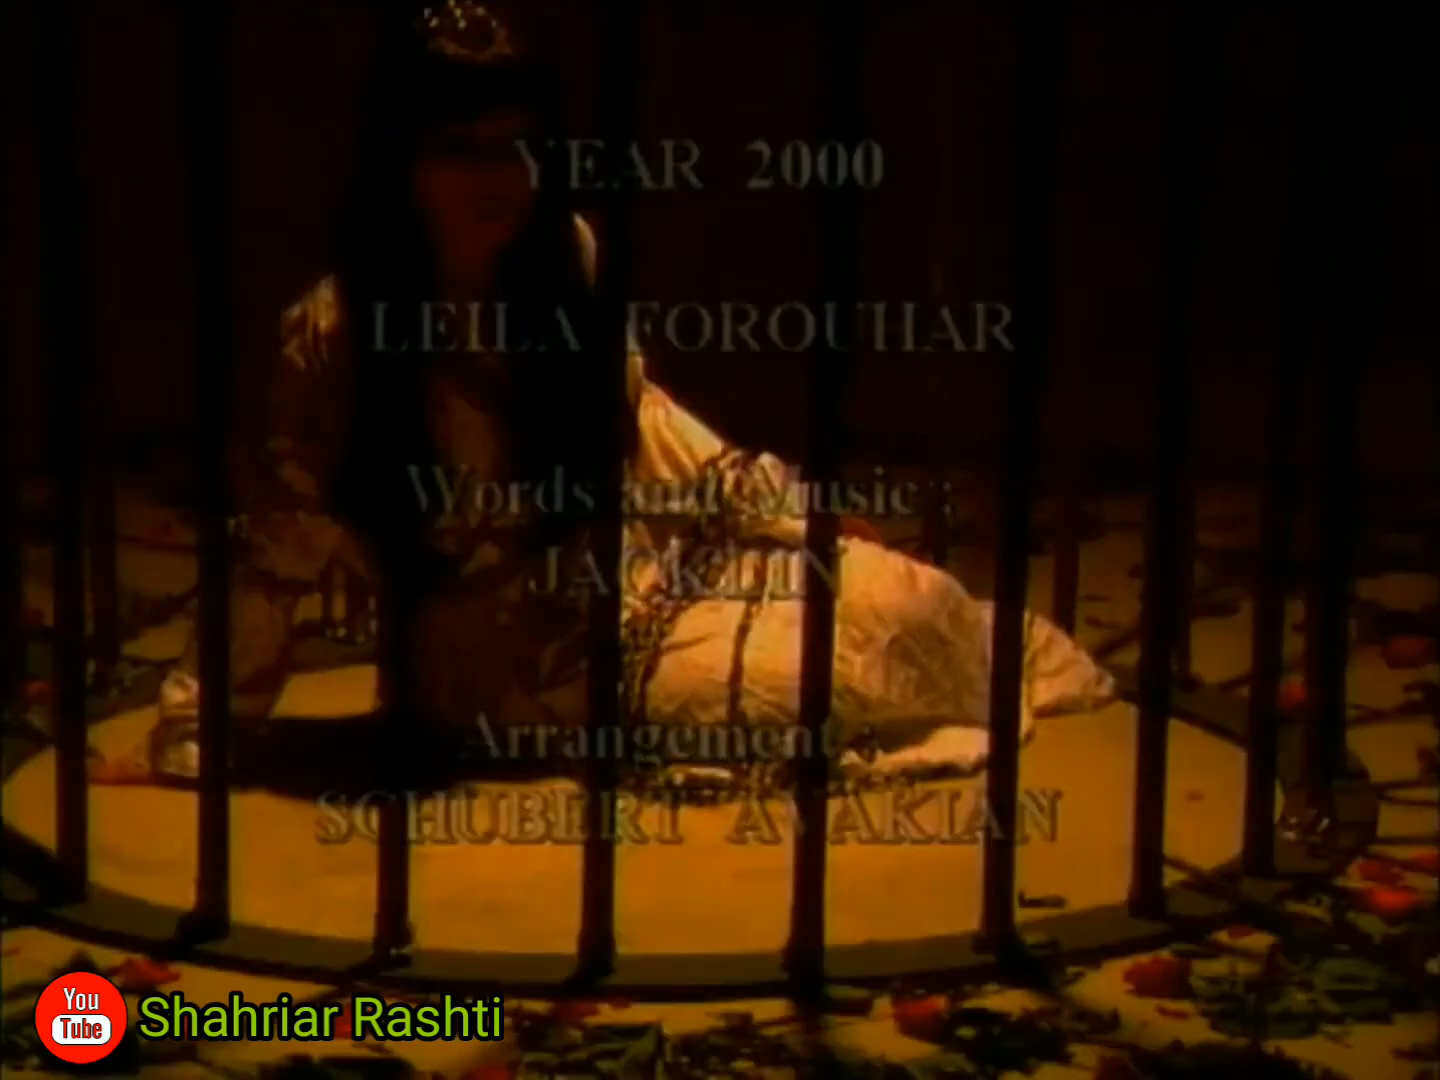 YEAR 2000
LEILA FOROUHAR
Words and Music :
JACKLIN
Arrangement :
SCHUBERT AVAKIAN
You
Tube
Shahriar Rashti